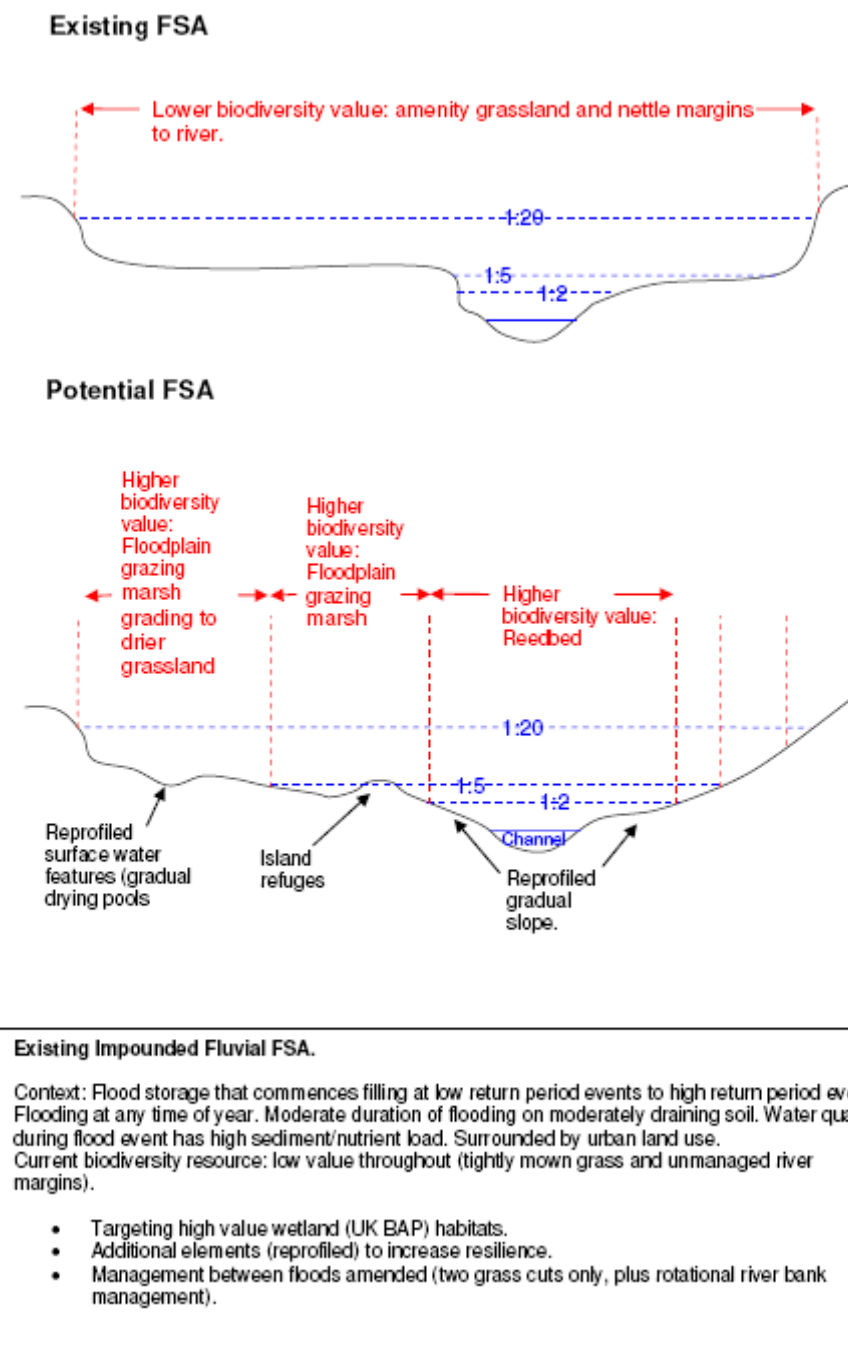 Existing FSA
Lower biodiversity value: amenity grassland and nettle margins
to river.
1:20
1:5
1:2
Potential FSA
Higher
biodiversity
value:
Floodplain
grazing
marsh
grading to
drier
grassland
Higher
biodiversity
value:
Floodplain
grazing
marsh
Higher
biodiversity value:
Reedbed
1:20
1:5
1:2
Channel
Reprofiled
surface water
features (gradual
drying pools
Island
refuges
Reprofiled
gradual
slope.
Existing Impounded Fluvial FSA.
Context: Flood storage that commences filling at low return period events to high return period
Flooding at any time of year. Moderate duration of flooding on moderately draining soil. Water
during flood event has high sediment/nutrient load. Surrounded by urban land use.
Current biodiversity resource: low value throughout (tightly mown grass and unmanaged river
margins).
• Targeting high value wetland (UK BAP) habitats.
• Additional elements (reprofiled) to increase resilience.
• Management between floods amended (two grass cuts only, plus rotational river bank
management).